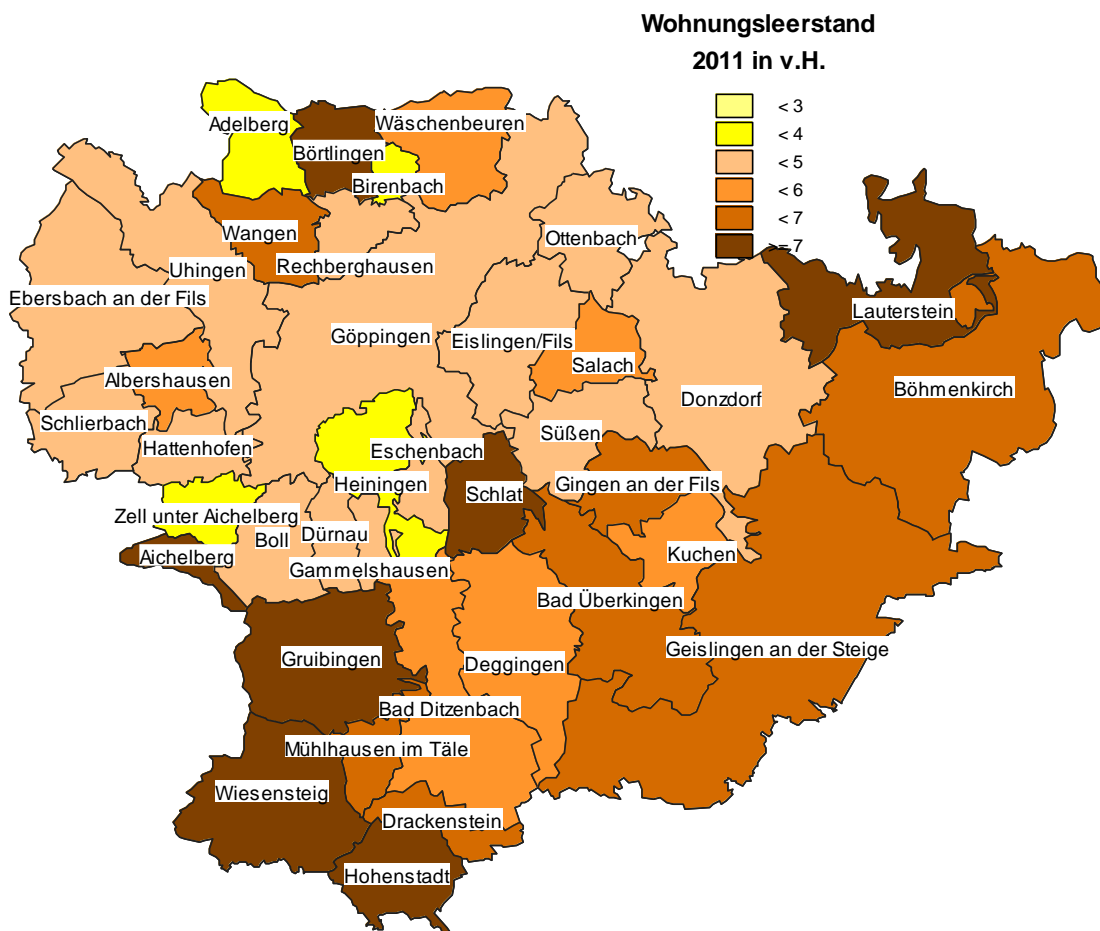 Wohnungsleerstand
2011 in v.H.
< 3
< 4
< 5
< 6
< 7
>= 7
Adelberg
Wäschenbeuren
Börtlingen
Birenbach
Wangen
Ottenbach
Rechberghausen
Uhingen
Ebersbach an der Fils
Lauterstein
Göppingen
Eislingen/Fils
Salach
Albershausen
Böhmenkirch
Donzdorf
Schlierbach
Süßen
Hattenhofen
Eschenbach
Heiningen
Schlat
Gingen an der Fils
Zell unter Aichelberg
Boll
Dürnau
Aichelberg
Kuchen
Gammelshausen
Bad Überkingen
Geislingen an der Steige
Gruibingen
Deggingen
Bad Ditzenbach
Mühlhausen im Täle
Wiesensteig
Drackenstein
Hohenstadt